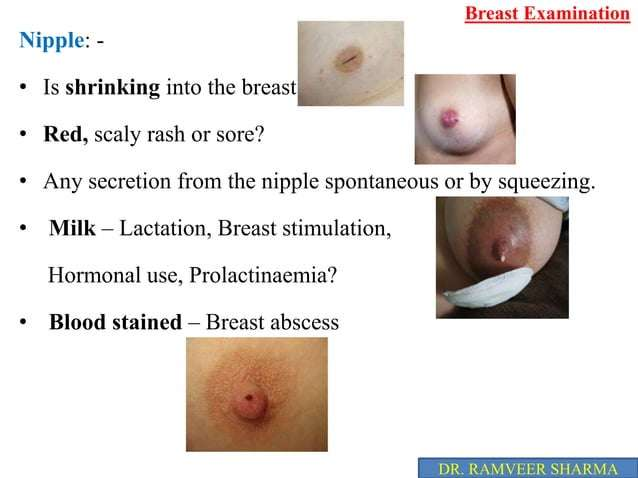 Breast Examination
Nipple: -
• Is shrinking into the breast
• Red, scaly rash or sore?
• Any secretion from the nipple spontaneous or by squeezing.
• Milk – Lactation, Breast stimulation,
Hormonal use, Prolactinaemia?
• Blood stained – Breast abscess
DR. RAMVEER SHARMA